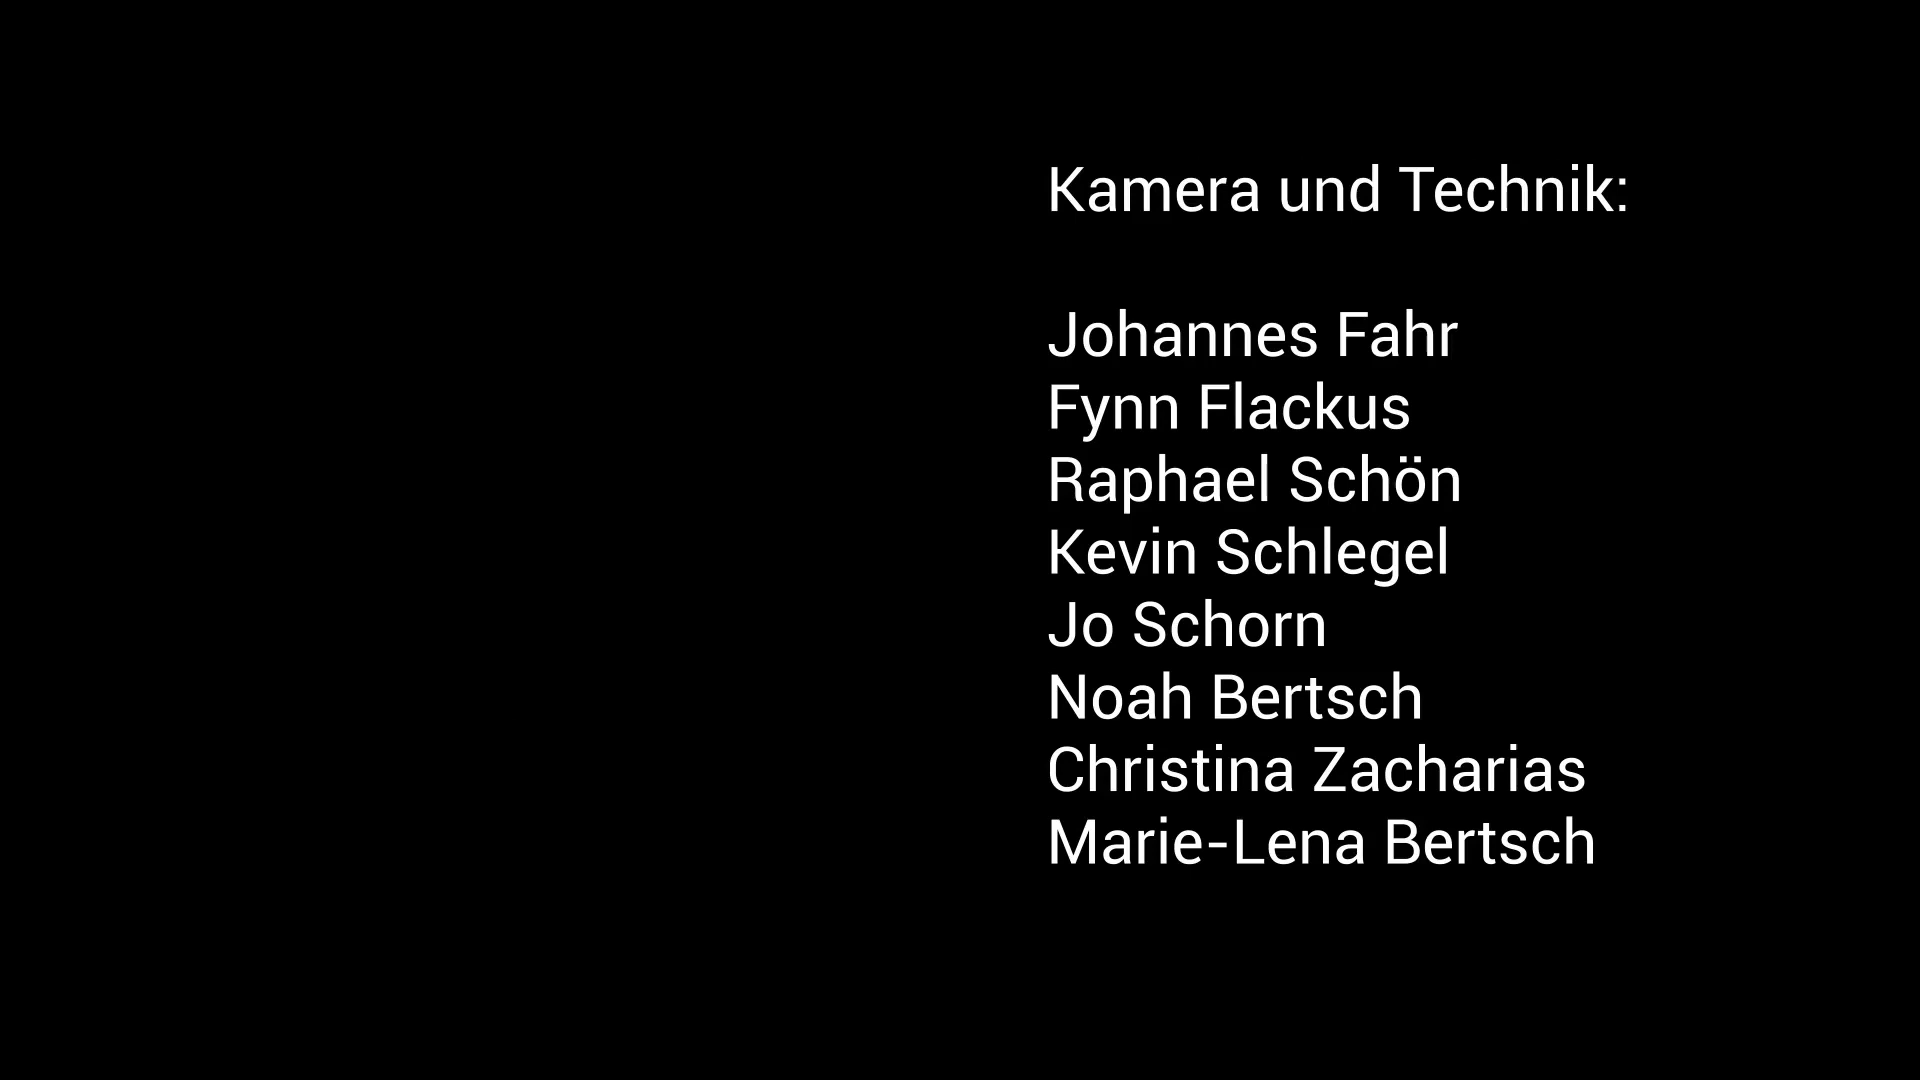 Kamera und Technik:
Johannes Fahr
Fynn Flackus
Raphael Schön
Kevin Schlegel
Jo Schorn
Noah Bertsch
Christina Zacharias
Marie-Lena Bertsch